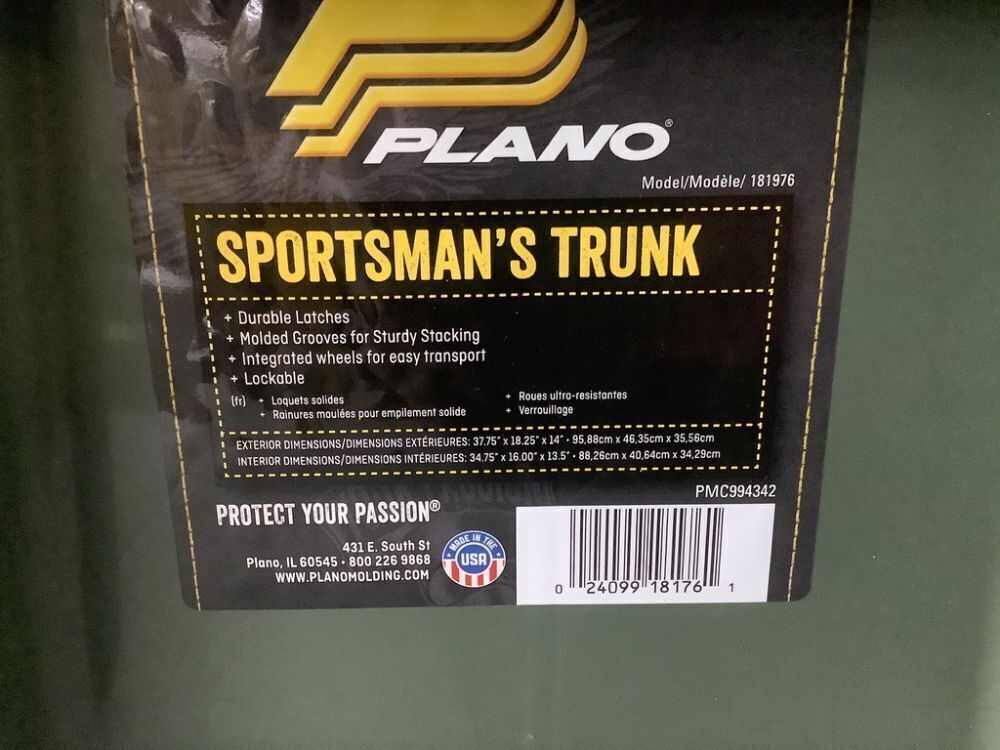 PLANO®
Model/Modèle/ 181976
SPORTSMAN'S TRUNK
+ Durable Latches
+ Molded Grooves for Sturdy Stacking
+ Integrated wheels for easy transport
+ Lockable
(fr) + Loquets solides
+ Rainures moulées pour empilement solide
+ Roues ultra-resistantes
+ Verrouillage
EXTERIOR DIMENSIONS/DIMENSIONS EXTÉRIEURES: 37.75" x 18.25" x 14" • 95,88cm x 46,35cm x 35,56cm
INTERIOR DIMENSIONS/DIMENSIONS INTÉRIEURES: 34.75" x 16.00" x 13.5" • 88,26cm x 40,64cm x 34,29cm
PMC994342
PROTECT YOUR PASSION®
431 E. South St
Plano, IL 60545 • 800 226 9868
WWW.PLANOMOLDING.COM
MADE IN THE
USA
0 24099 18176 1